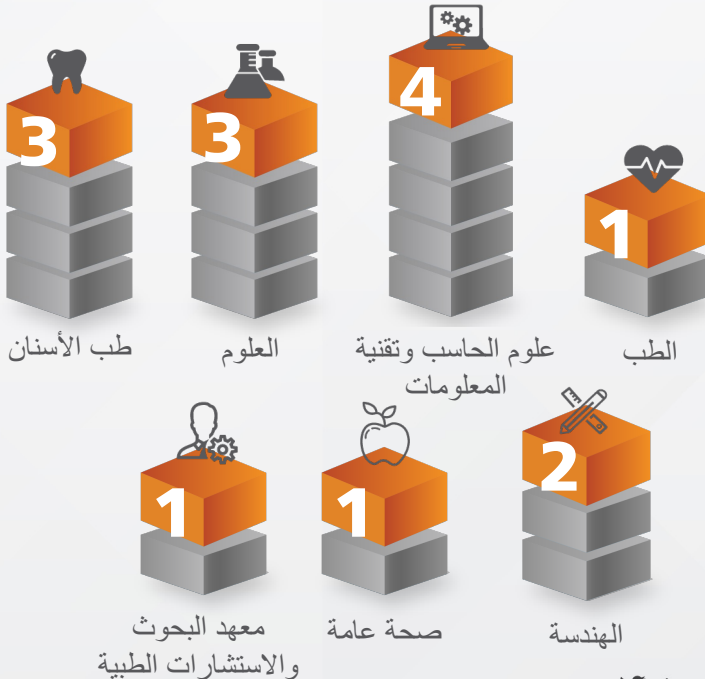 1
الطب
4
علوم الحاسب وتقنية
المعلومات
3
العلوم
3
طب الأسنان
2
الهندسة
1
صحة عامة
1
معهد البحوث
والاستشارات الطبية